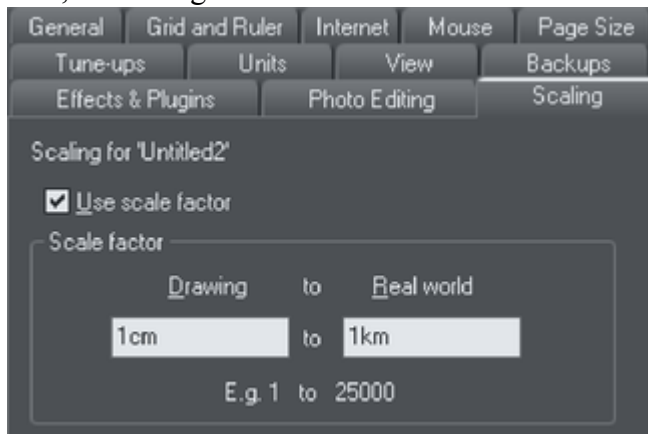 General Grid and Ruler Internet Mouse Page Size
Tune-ups Units View Backups
Effects & Plugins Photo Editing Scaling
Scaling for 'Untitled2'
Use scale factor
Scale factor
Drawing to Real world
1cm to 1km
E.g. 1 to 25000